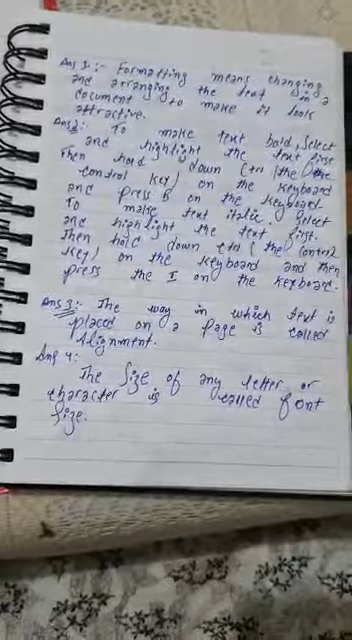 Ans 1:- Formatting means changing
and arranging the text in a
document to make it look
attractive.
Ans 2:- To make text bold, Select
and highlight the text first
Then hold down Ctrl (the
control key) on the keyboard
and press B on the keyboard.
To make text italic Select
and highlight the text first.
Then hold down ctrl (the Control
key) on the keyboard and then
press the I on the keyboard.
Ans 3:- The way in which text is
placed on a page is called
Alignment.
Ans 4:
The Size of any letter or
character is called font
Size.